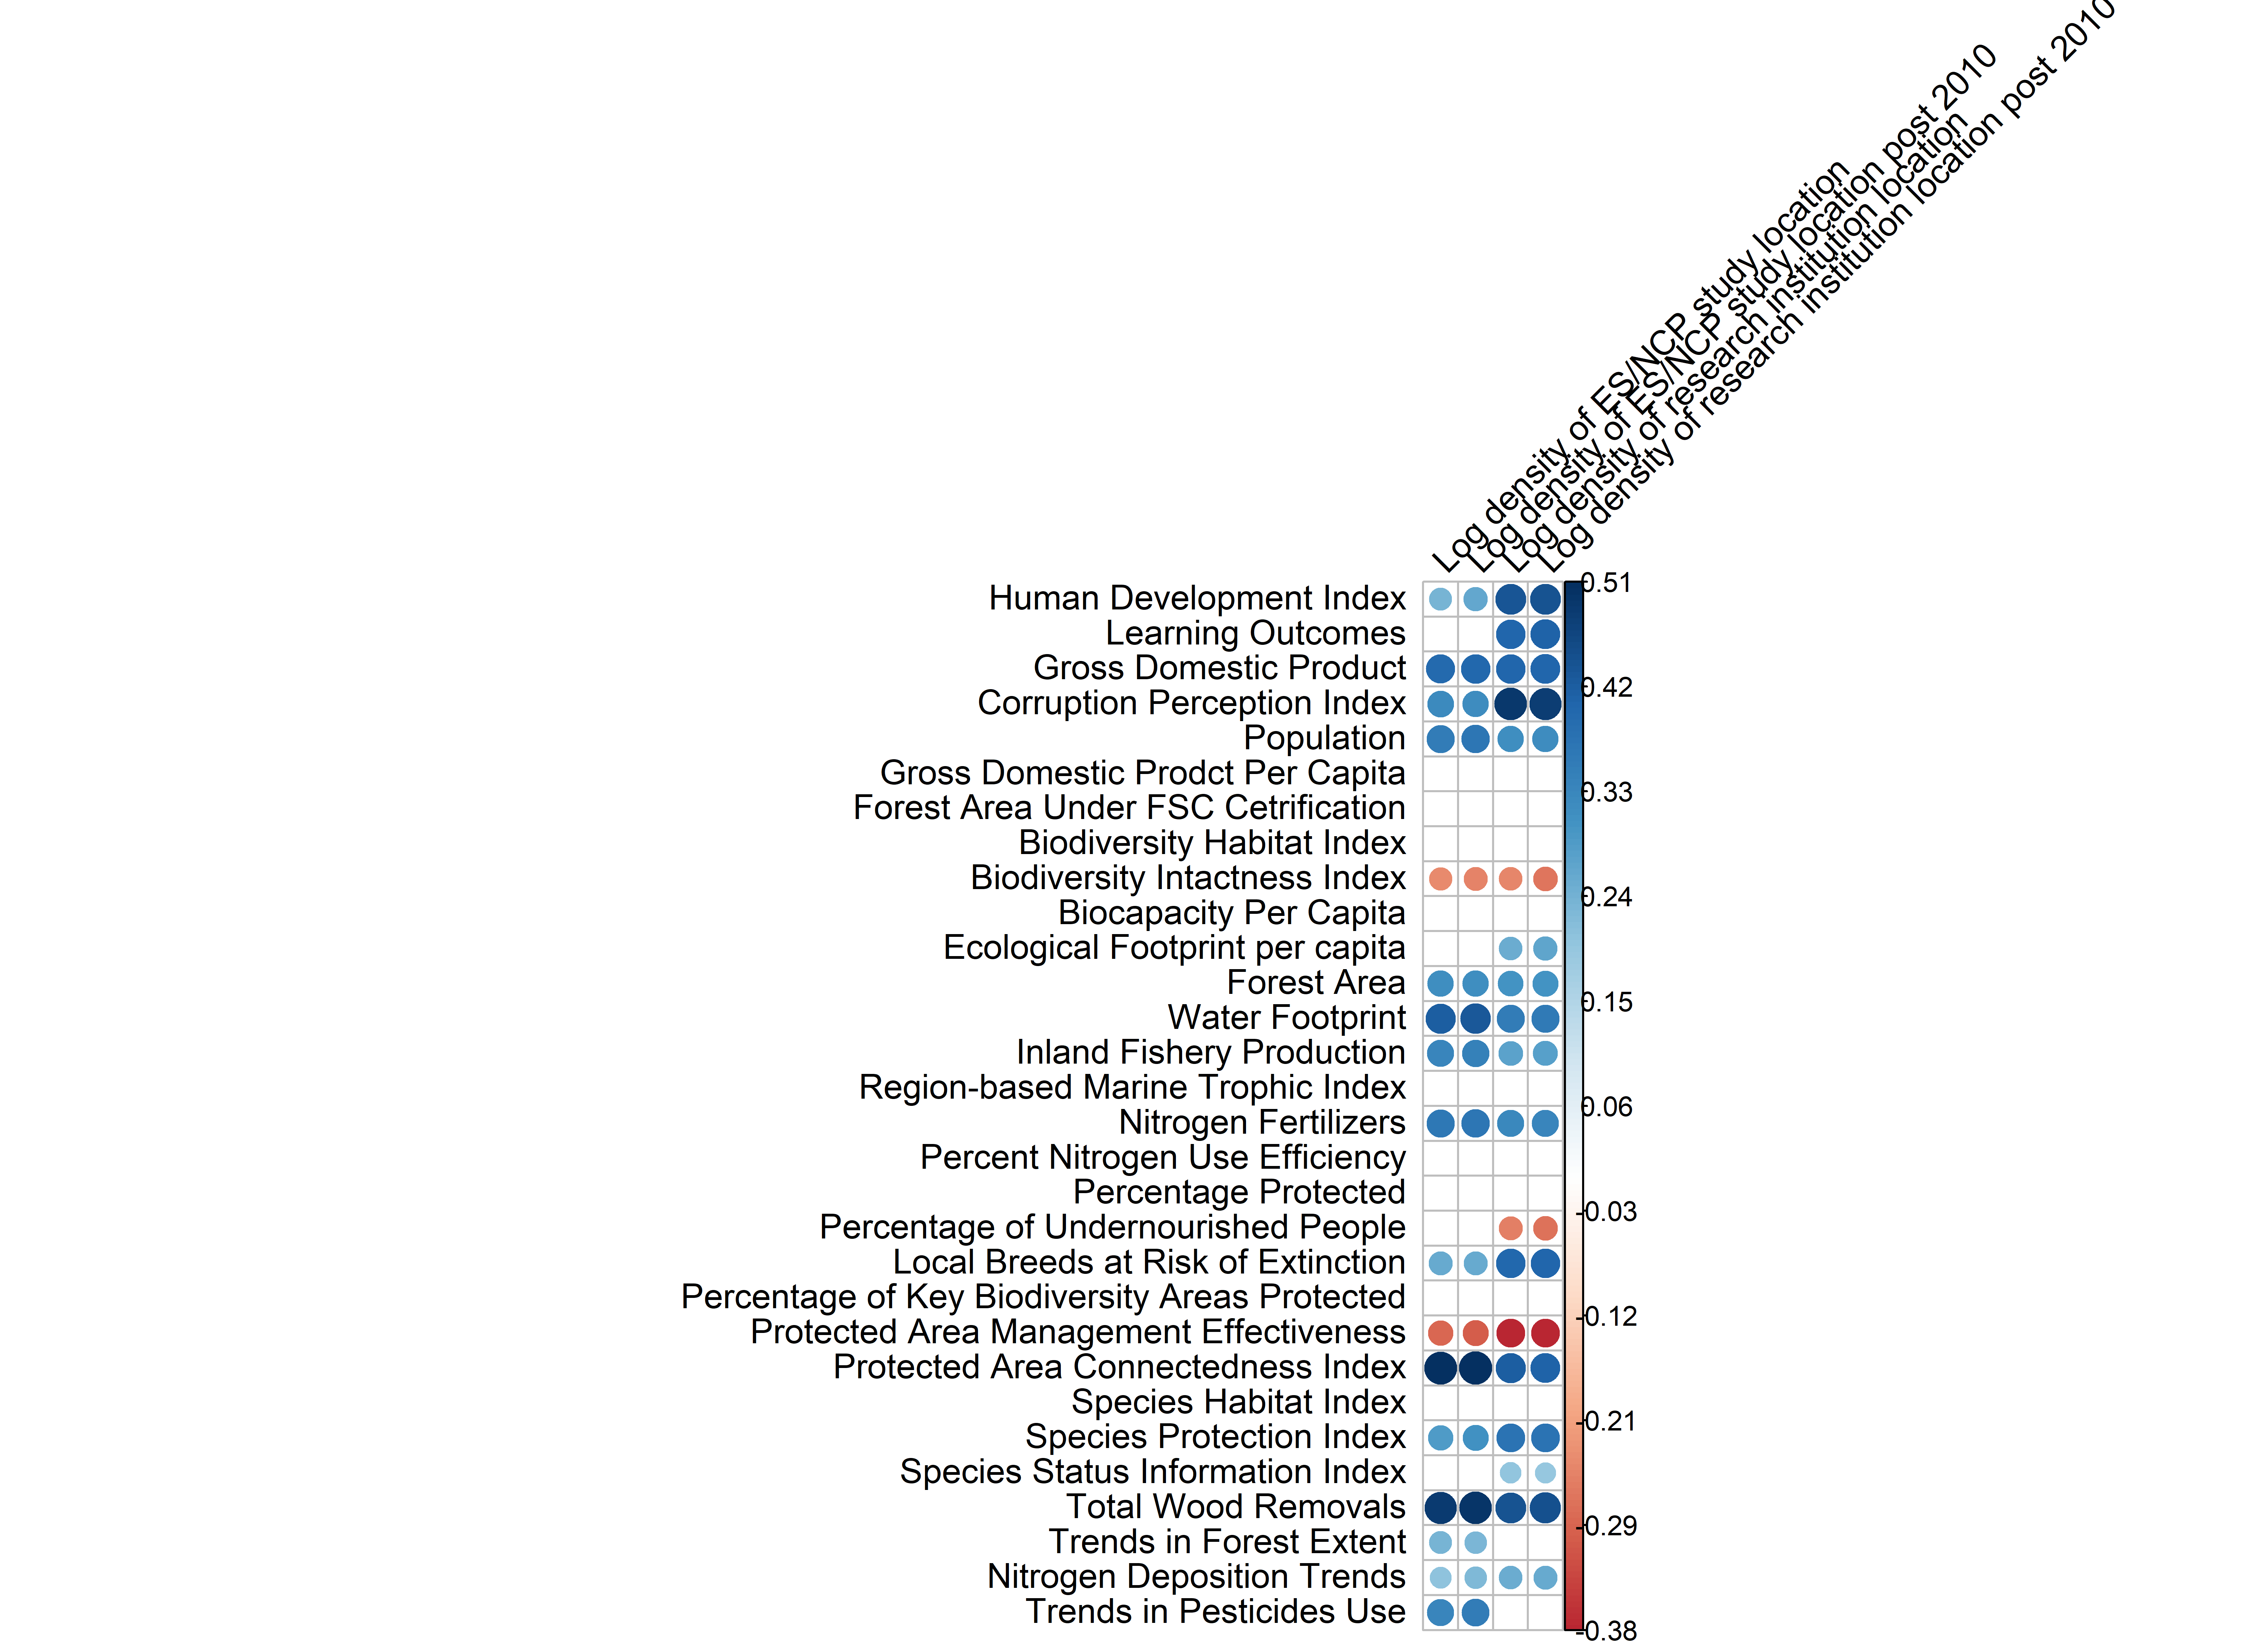 Log density of ES/NCP study location
Log density of ES/NCP study location post 2010
Log density of research institution location
Log density of research institution location post 2010
Human Development Index
Learning Outcomes
Gross Domestic Product
Corruption Perception Index
Population
Gross Domestic Prodct Per Capita
Forest Area Under FSC Cetrification
Biodiversity Habitat Index
Biodiversity Intactness Index
Biocapacity Per Capita
Ecological Footprint per capita
Forest Area
Water Footprint
Inland Fishery Production
Region-based Marine Trophic Index
Nitrogen Fertilizers
Percent Nitrogen Use Efficiency
Percentage Protected
Percentage of Undernourished People
Local Breeds at Risk of Extinction
Percentage of Key Biodiversity Areas Protected
Protected Area Management Effectiveness
Protected Area Connectedness Index
Species Habitat Index
Species Protection Index
Species Status Information Index
Total Wood Removals
Trends in Forest Extent
Nitrogen Deposition Trends
Trends in Pesticides Use
0.51
0.42
0.33
0.24
0.15
0.06
-0.03
-0.12
-0.21
-0.29
-0.38